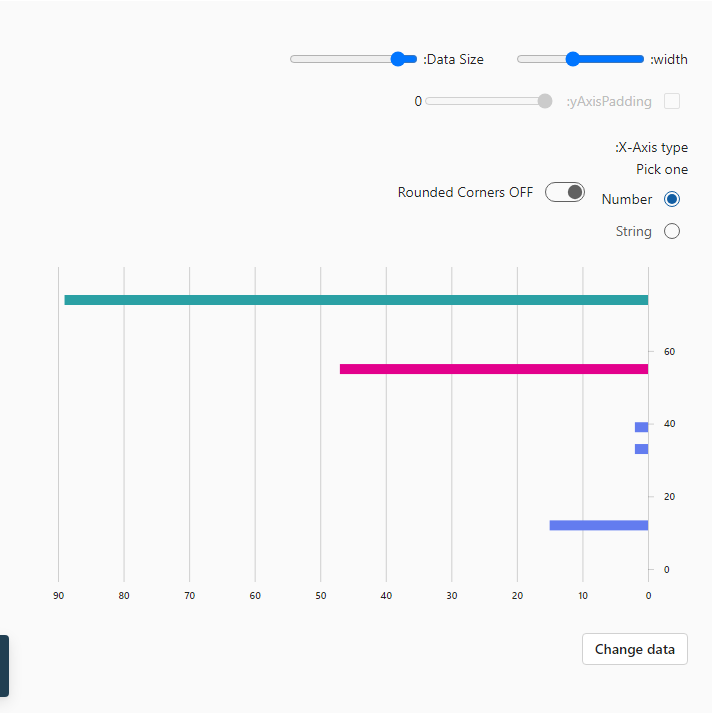 :width
:Data Size
:yAxisPadding
0
:X-Axis type
Pick one
Number
Rounded Corners OFF
String
60
40
20
0
90 80 70 60 50 40 30 20 10 0
Change data